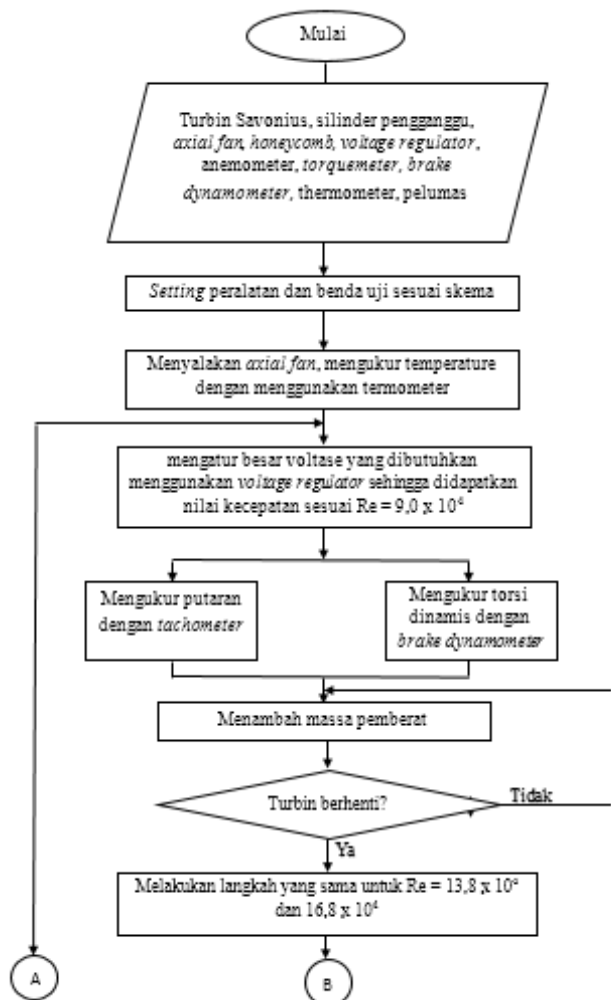 Mulai
Turbin Savonius, silinder pengganggu,
axial fan, honeycomb, voltage regulator,
anemometer, torquemeter, brake
dynamometer, thermometer, pelumas
Setting peralatan dan benda uji sesuai skema
Menyalakan axial fan, mengukur temperature
dengan menggunakan termometer
mengatur besar voltase yang dibutuhkan
menggunakan voltage regulator sehingga didapatkan
nilai kecepatan sesuai Re = 9,0 x 10⁴
Mengukur putaran
dengan tachometer
Mengukur torsi
dinamis dengan
brake dynamometer
Menambah massa pemberat
Turbin berhenti?
Tidak
Ya
Melakukan langkah yang sama untuk Re = 13,8 x 10⁴
dan 16,8 x 10⁴
A
B